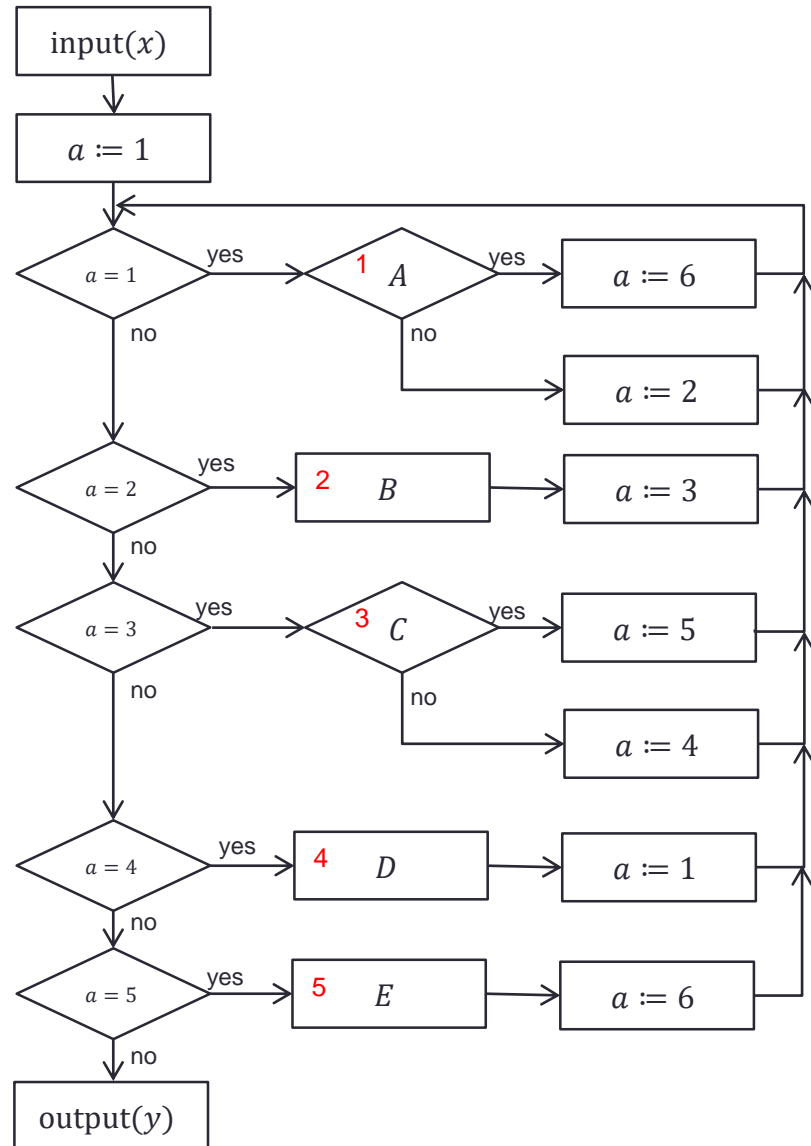 input(x)
a := 1
a = 1
yes
1 A
yes
a := 6
no
no
a := 2
a = 2
yes
2 B
a := 3
no
a = 3
yes
3 C
yes
a := 5
no
no
a := 4
a = 4
yes
4 D
a := 1
no
a = 5
yes
5 E
a := 6
no
output(y)